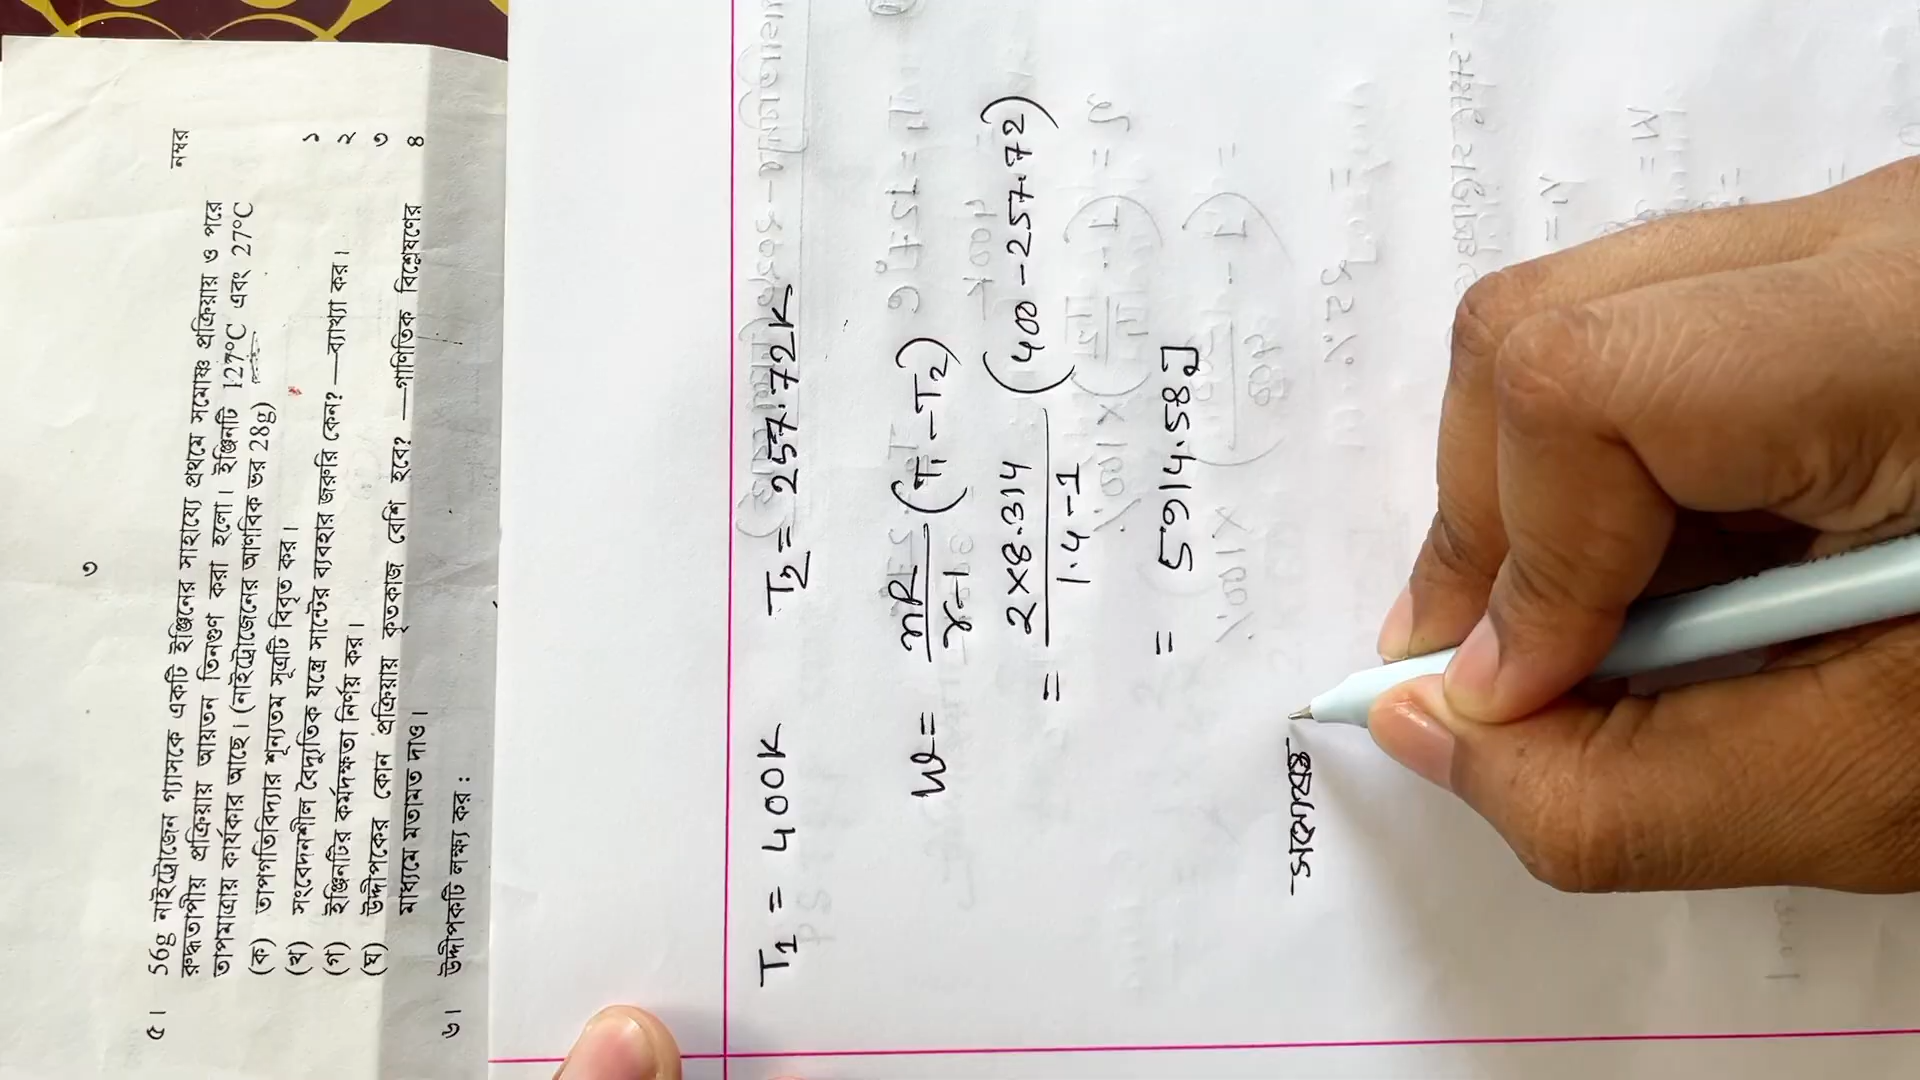 ৩
নম্বর
৫। 56g নাইট্রোজেন গ্যাসকে একটি ইঞ্জিনের সাহায্যে প্রথমে সমোষ্ণ প্রক্রিয়ায় ও পরে
রুদ্ধতাপীয় প্রক্রিয়ায় আয়তন তিনগুণ করা হলো। ইঞ্জিনটি 127°C এবং 27°C
তাপমাত্রায় কার্যকার আছে। (নাইট্রোজেনের আণবিক ভর 28g)
(ক) তাপগতিবিদ্যার শূন্যতম সূত্রটি বিবৃত কর। ১
(খ) সংবেদনশীল বৈদ্যুতিক যন্ত্রে সান্টের ব্যবহার জরুরি কেন? —ব্যাখ্যা কর। ২
(গ) ইঞ্জিনটির কর্মদক্ষতা নির্ণয় কর। ৩
(ঘ) উদ্দীপকের কোন প্রক্রিয়ায় কৃতকাজ বেশি হবে? —গাণিতিক বিশ্লেষণের ৪
মাধ্যমে মতামত দাও।
৬। উদ্দীপকটি লক্ষ্য কর :
T₁ = 400K T₂ = 257.72K
W = nR/γ-1 (T₁ - T₂)
= 2×8.314/1.4-1 (400 - 257.72)
= 5914.58J